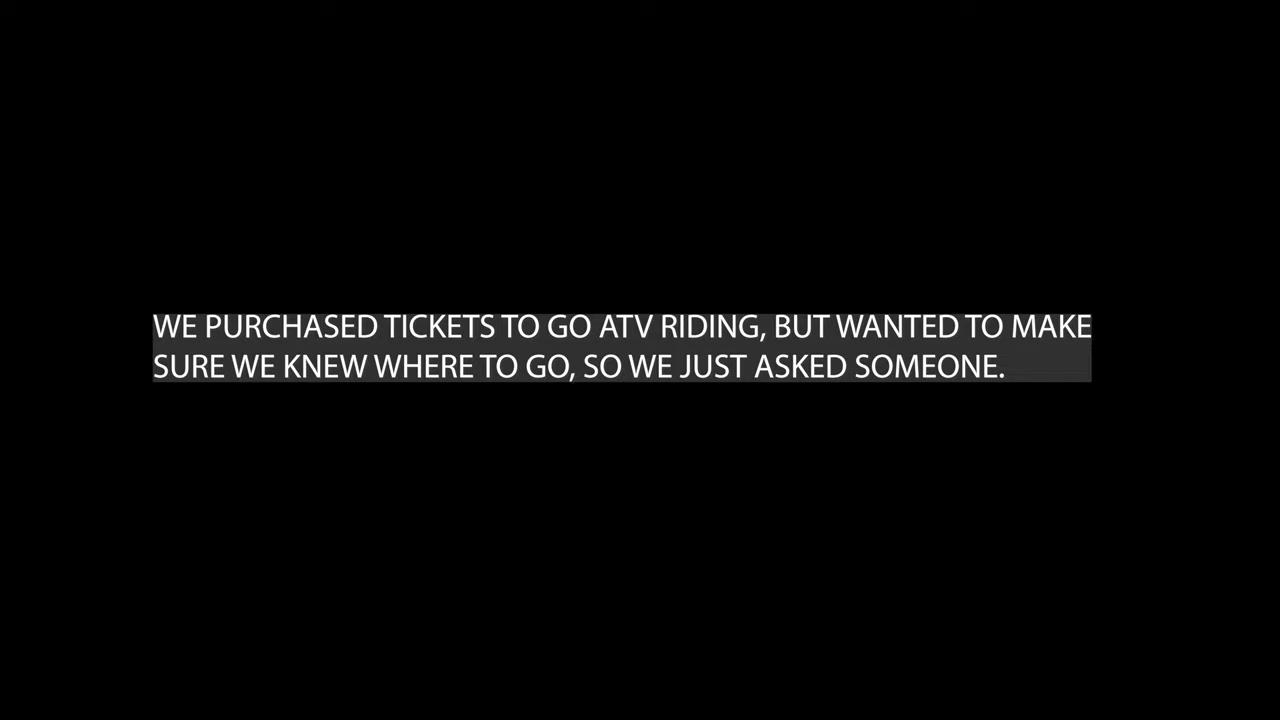 WE PURCHASED TICKETS TO GO ATV RIDING, BUT WANTED TO MAKE
SURE WE KNEW WHERE TO GO, SO WE JUST ASKED SOMEONE.